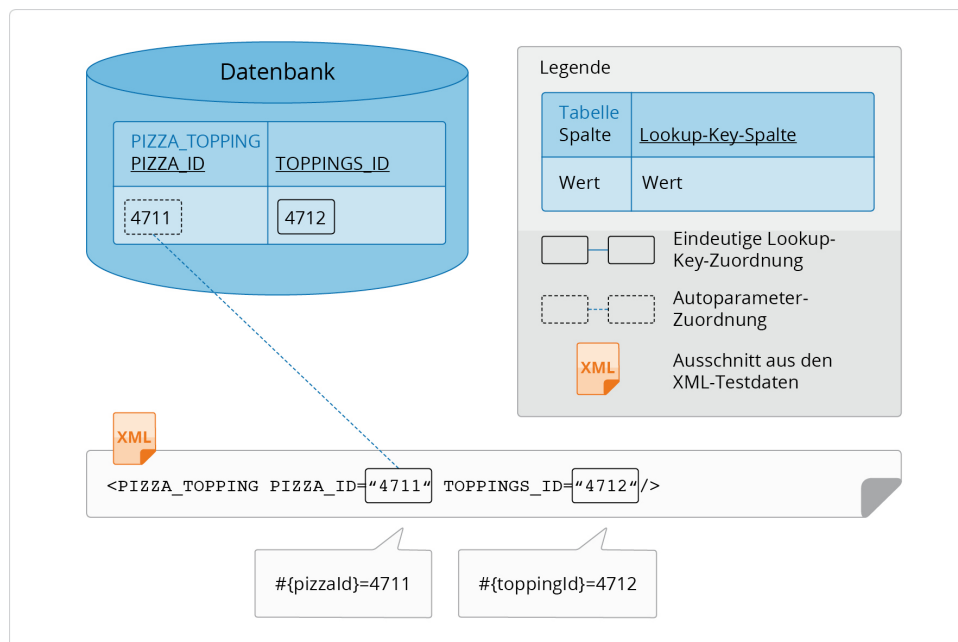 Datenbank
PIZZA_TOPPING
PIZZA_ID
TOPPINGS_ID
4711
4712
Legende
Tabelle
Spalte
Lookup-Key-Spalte
Wert
Wert
Eindeutige Lookup-
Key-Zuordnung
Autoparameter-
Zuordnung
XML
Ausschnitt aus den
XML-Testdaten
XML
<PIZZA_TOPPING PIZZA_ID=“4711“ TOPPINGS_ID=“4712“/>
#{pizzaId}=4711
#{toppingId}=4712